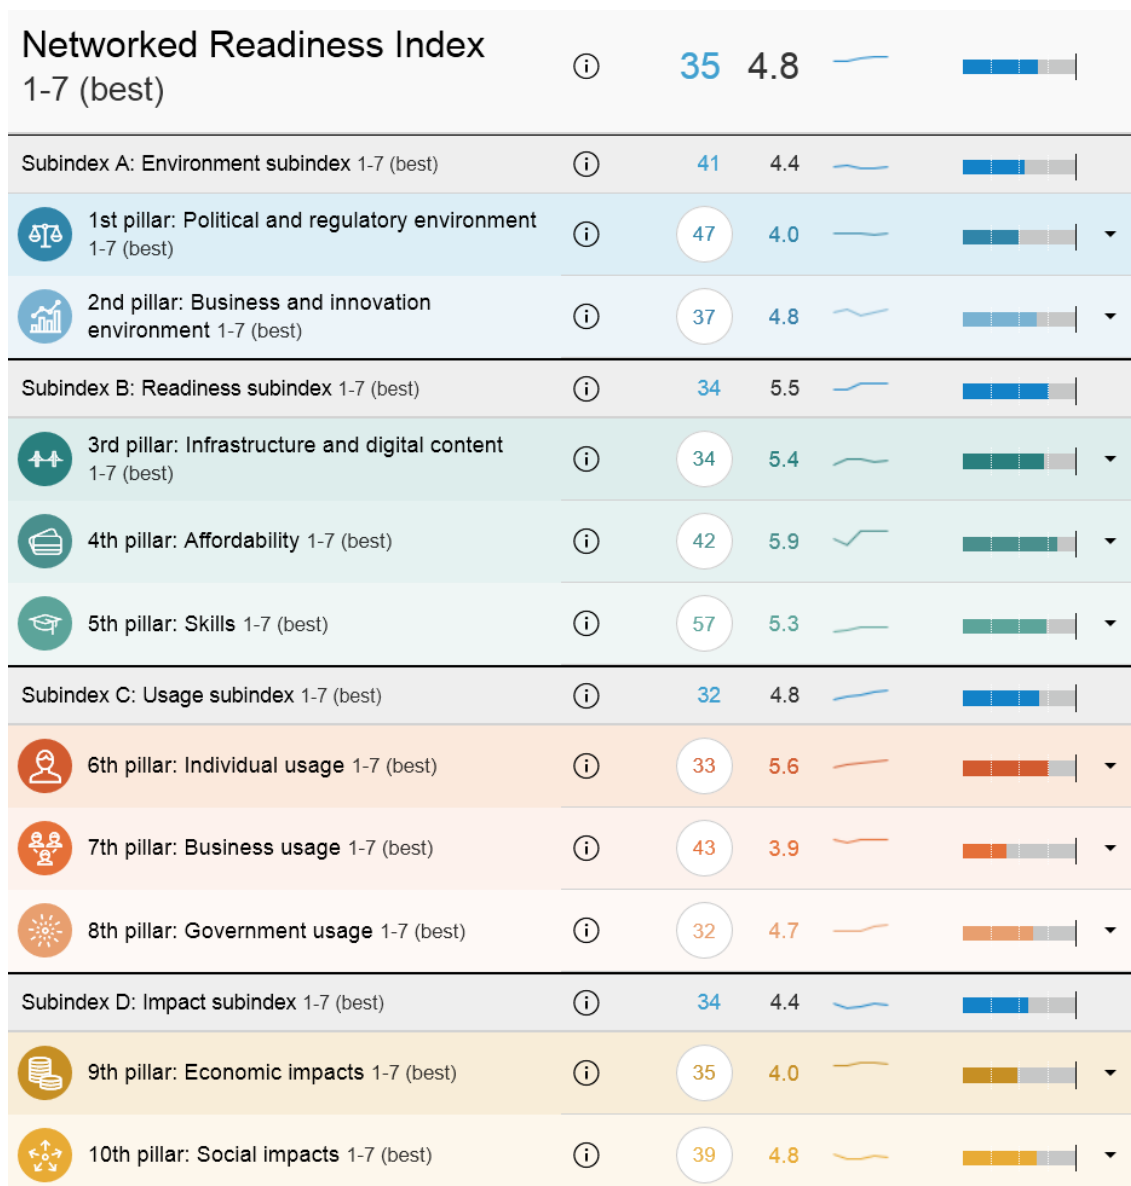 Networked Readiness Index
1-7 (best)
35 4.8
Subindex A: Environment subindex 1-7 (best) 41 4.4
1st pillar: Political and regulatory environment
1-7 (best)
47 4.0
2nd pillar: Business and innovation
environment 1-7 (best)
37 4.8
Subindex B: Readiness subindex 1-7 (best) 34 5.5
3rd pillar: Infrastructure and digital content
1-7 (best)
34 5.4
4th pillar: Affordability 1-7 (best) 42 5.9
5th pillar: Skills 1-7 (best) 57 5.3
Subindex C: Usage subindex 1-7 (best) 32 4.8
6th pillar: Individual usage 1-7 (best) 33 5.6
7th pillar: Business usage 1-7 (best) 43 3.9
8th pillar: Government usage 1-7 (best) 32 4.7
Subindex D: Impact subindex 1-7 (best) 34 4.4
9th pillar: Economic impacts 1-7 (best) 35 4.0
10th pillar: Social impacts 1-7 (best) 39 4.8